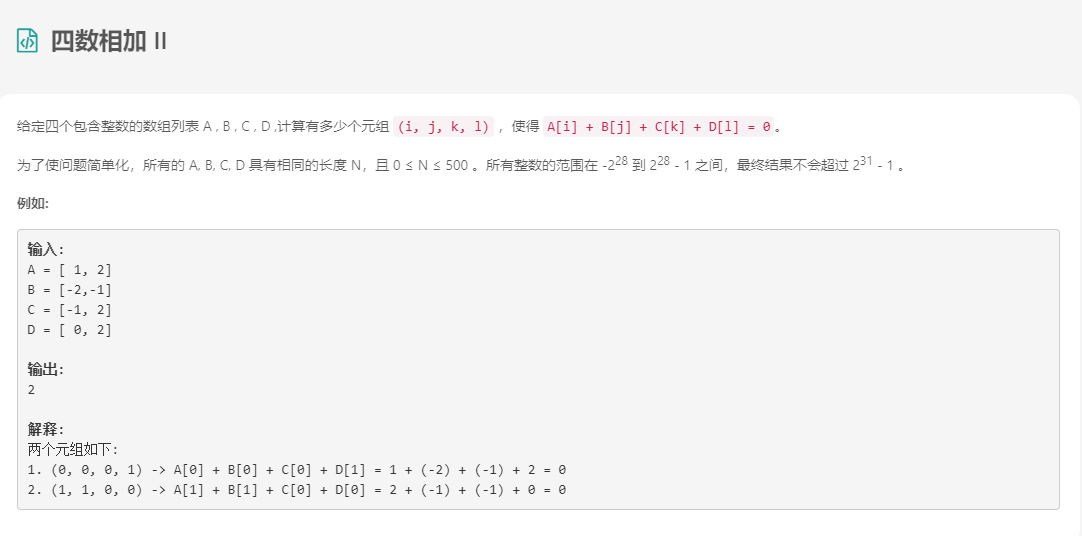 四数相加 II
给定四个包含整数的数组列表 A , B , C , D ,计算有多少个元组 (i, j, k, l) ，使得 A[i] + B[j] + C[k] + D[l] = 0。
为了使问题简单化，所有的 A, B, C, D 具有相同的长度 N，且 0 ≤ N ≤ 500 。所有整数的范围在 -2²⁸ 到 2²⁸ - 1 之间，最终结果不会超过 2³¹ - 1 。
例如:
输入:
A = [ 1, 2]
B = [-2,-1]
C = [-1, 2]
D = [ 0, 2]
输出:
2
解释:
两个元组如下:
1. (0, 0, 0, 1) -> A[0] + B[0] + C[0] + D[1] = 1 + (-2) + (-1) + 2 = 0
2. (1, 1, 0, 0) -> A[1] + B[1] + C[0] + D[0] = 2 + (-1) + (-1) + 0 = 0